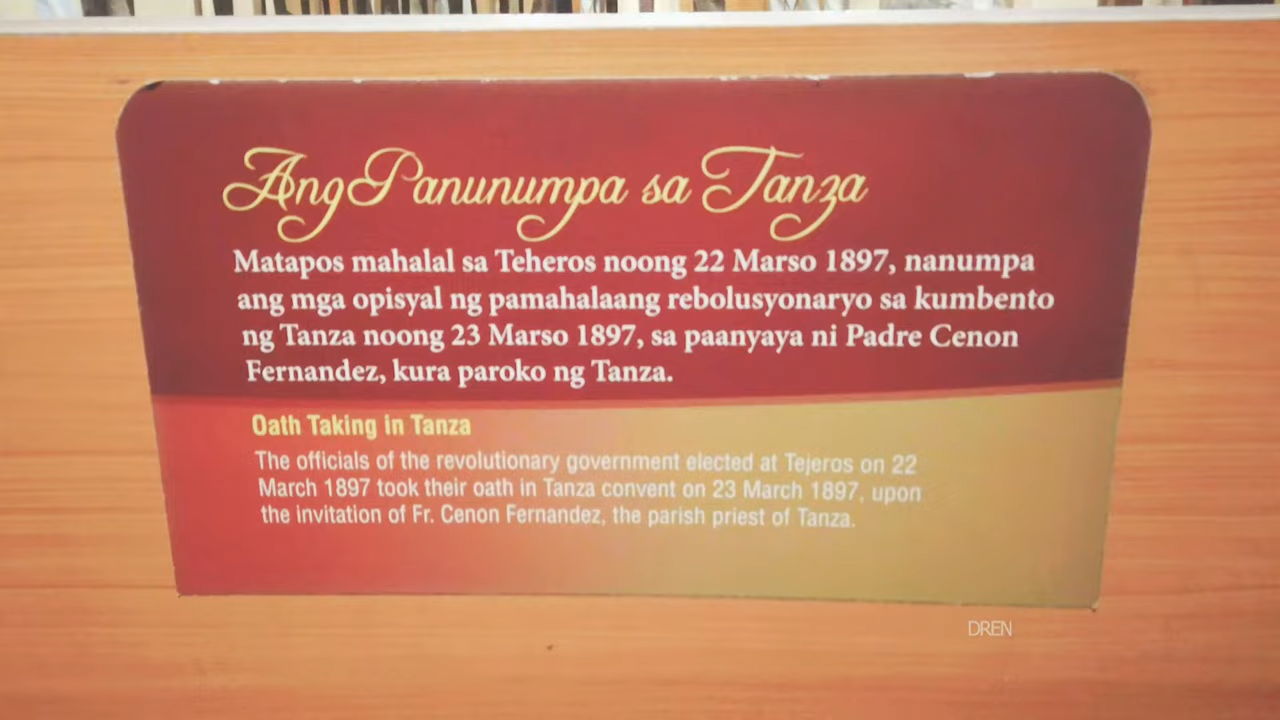 Ang Panunumpa sa Tanza
Matapos mahalal sa Teheros noong 22 Marso 1897, nanumpa
ang mga opisyal ng pamahalaang rebolusyonaryo sa kumbento
ng Tanza noong 23 Marso 1897, sa paanyaya ni Padre Cenon
Fernandez, kura paroko ng Tanza.
Oath Taking in Tanza
The officials of the revolutionary government elected at Tejeros on 22
March 1897 took their oath in Tanza convent on 23 March 1897, upon
the invitation of Fr. Cenon Fernandez, the parish priest of Tanza.
DREN